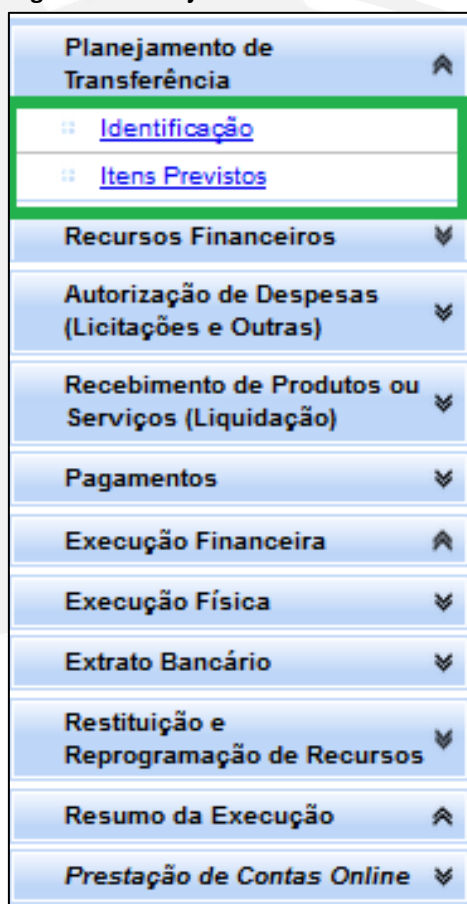 Planejamento de
Transferência
Identificação
Itens Previstos
Recursos Financeiros
Autorização de Despesas
(Licitações e Outras)
Recebimento de Produtos ou
Serviços (Liquidação)
Pagamentos
Execução Financeira
Execução Física
Extrato Bancário
Restituição e
Reprogramação de Recursos
Resumo da Execução
Prestação de Contas Online